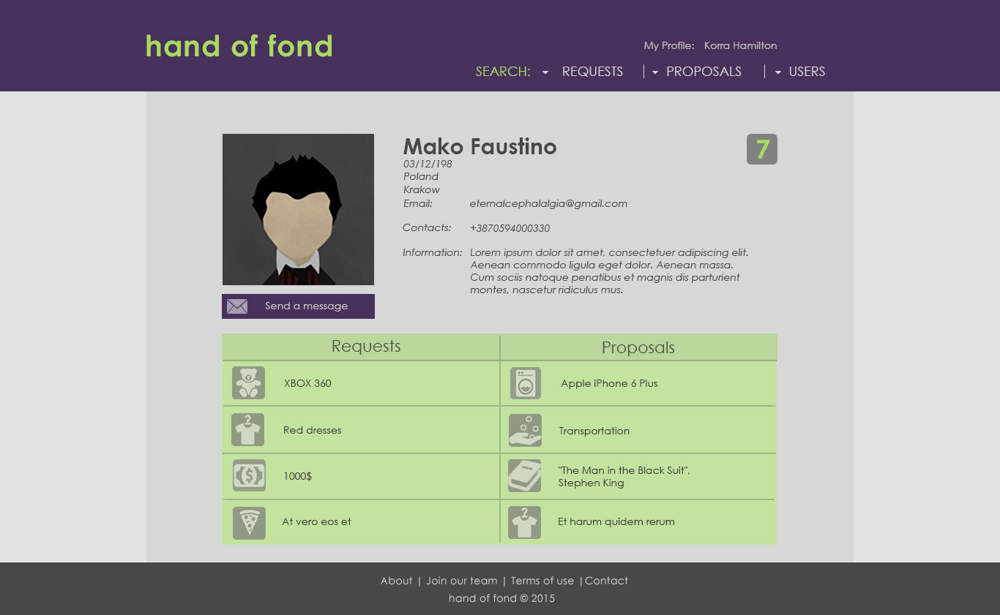 hand of fond
My Profile: Korra Hamilton
SEARCH: REQUESTS | PROPOSALS | USERS
Mako Faustino
7
03/12/198
Poland
Krakow
Email: eternalcephalalgia@gmail.com
Contacts: +3870594000330
Information: Lorem ipsum dolor sit amet, consectetuer adipiscing elit.
Aenean commodo ligula eget dolor. Aenean massa.
Cum sociis natoque penatibus et magnis dis parturient
montes, nascetur ridiculus mus.
Send a message
Requests Proposals
XBOX 360 Apple iPhone 6 Plus
Red dresses Transportation
1000$ "The Man in the Black Suit",
Stephen King
At vero eos et Et harum quidem rerum
About | Join our team | Terms of use |Contact
hand of fond © 2015